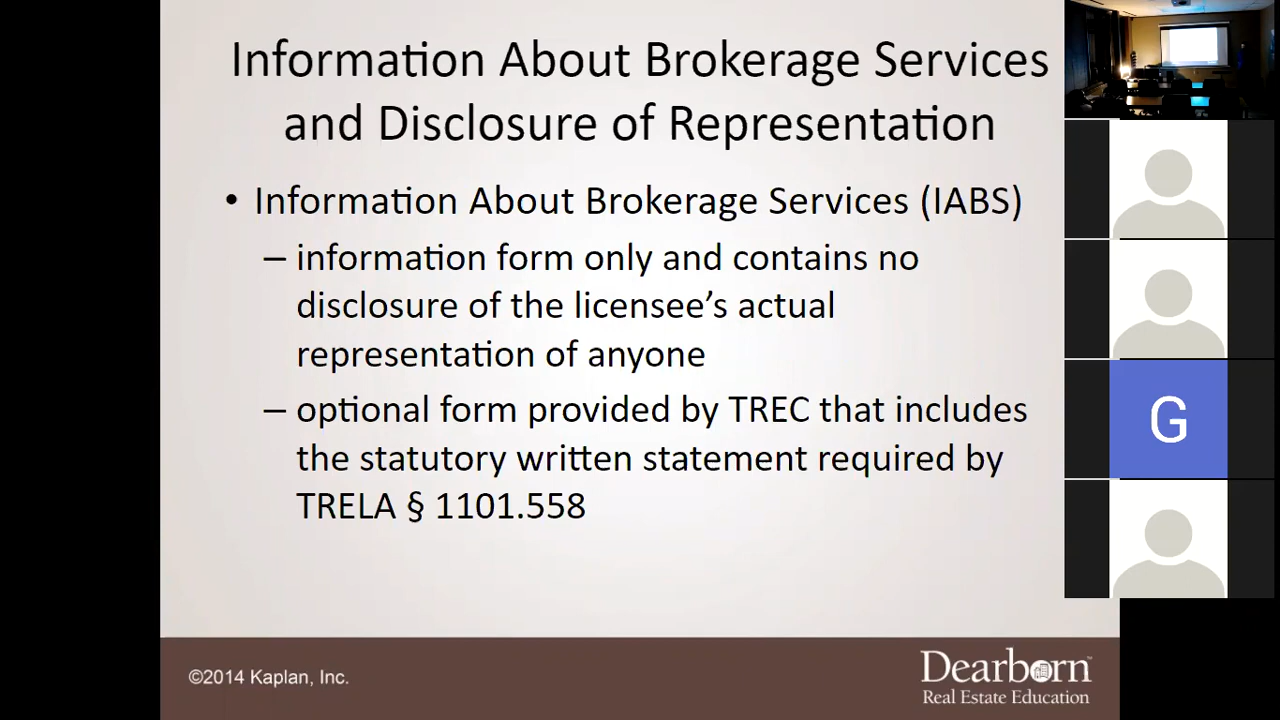 Information About Brokerage Services
and Disclosure of Representation
• Information About Brokerage Services (IABS)
– information form only and contains no
disclosure of the licensee’s actual
representation of anyone
– optional form provided by TREC that includes
the statutory written statement required by
TRELA § 1101.558
G
©2014 Kaplan, Inc.
Dearborn™
Real Estate Education